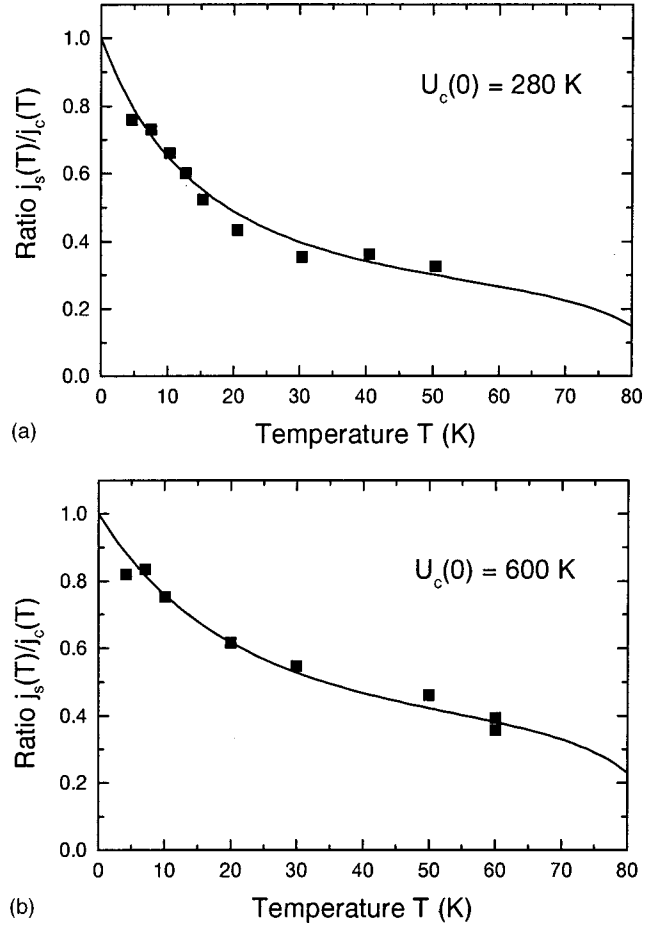 1.0
0.8
0.6
0.4
0.2
0.0
Ratio j_s(T)/j_c(T)
U_c(0) = 280 K
0 10 20 30 40 50 60 70 80
(a)
Temperature T (K)
1.0
0.8
0.6
0.4
0.2
0.0
Ratio j_s(T)/j_c(T)
U_c(0) = 600 K
0 10 20 30 40 50 60 70 80
(b)
Temperature T (K)